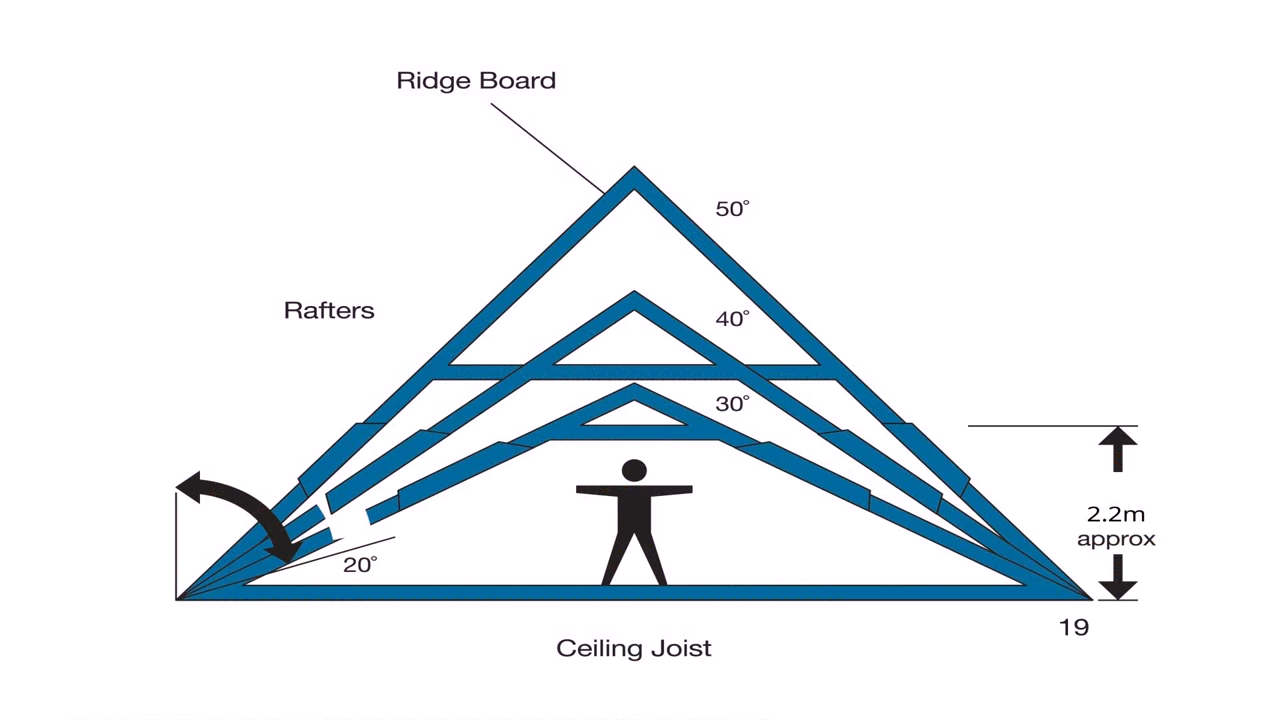 Ridge Board
50°
Rafters
40°
30°
2.2m
approx
20°
19
Ceiling Joist